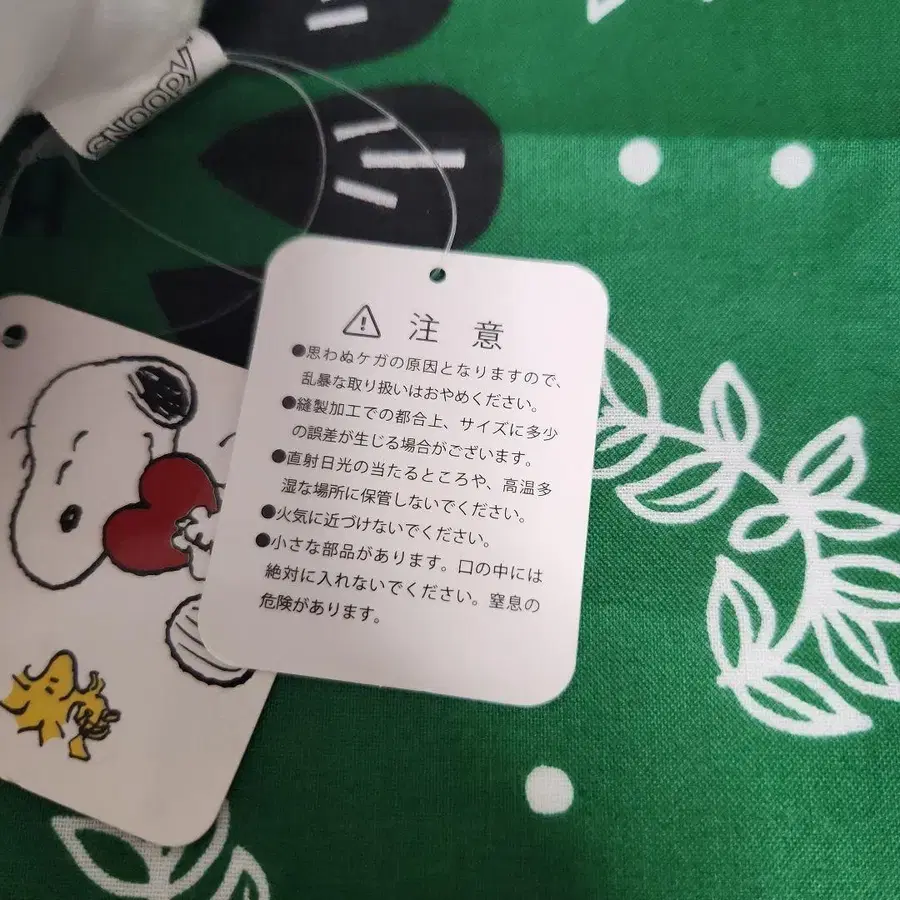 SNOOPY™
⚠ 注 意
●思わぬケガの原因となりますので、
乱暴な取り扱いはおやめください。
●縫製加工での都合上、サイズに多少
の誤差が生じる場合がございます。
●直射日光の当たるところや、高温多
湿な場所に保管しないでください。
●火気に近づけないでください。
●小さな部品があります。口の中には
絶対に入れないでください。窒息の
危険があります。